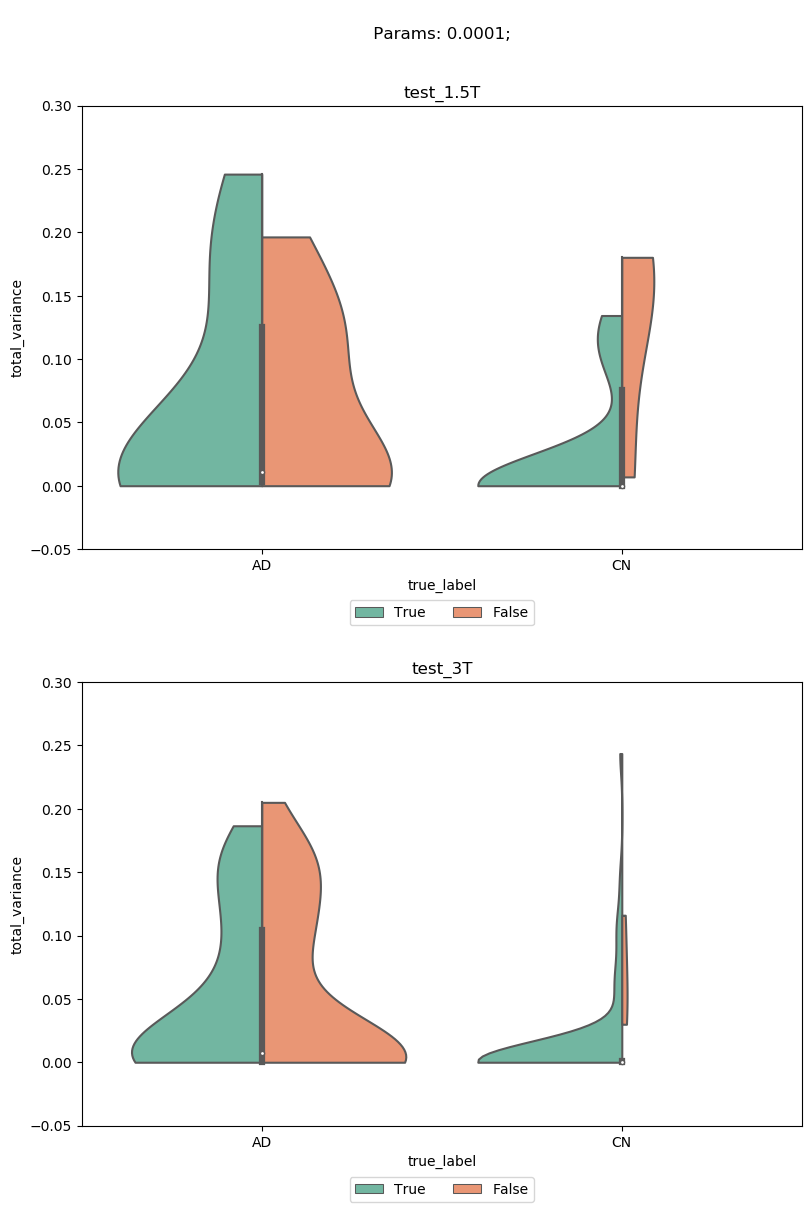 Params: 0.0001;
test_1.5T
0.30
0.25
0.20
0.15
0.10
0.05
0.00
−0.05
total_variance
AD CN
true_label
True False
test_3T
0.30
0.25
0.20
0.15
0.10
0.05
0.00
−0.05
total_variance
AD CN
true_label
True False